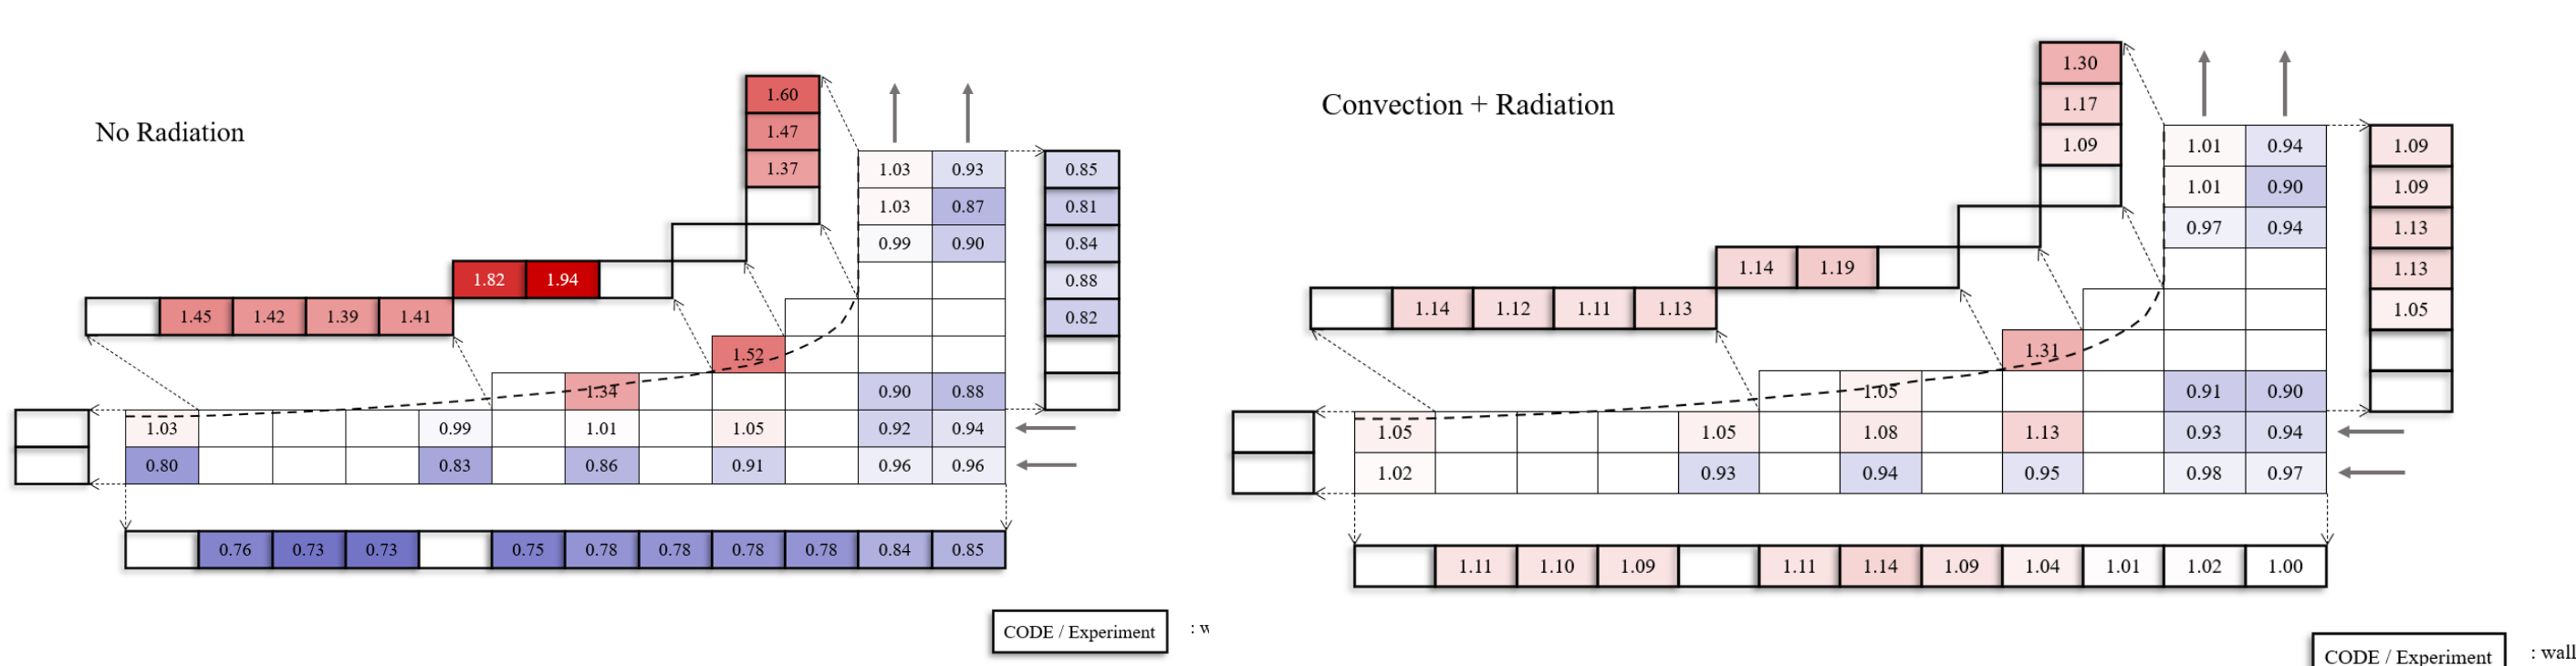 No Radiation
1.60
1.47
1.37
1.03 0.93 0.85
1.03 0.87 0.81
0.99 0.90 0.84
1.82 1.94 0.88
1.45 1.42 1.39 1.41 0.82
1.52
1.34 0.90 0.88
1.03 0.99 1.01 1.05 0.92 0.94
0.80 0.83 0.86 0.91 0.96 0.96
0.76 0.73 0.73 0.75 0.78 0.78 0.78 0.78 0.84 0.85
CODE / Experiment : w
Convection + Radiation
1.30
1.17
1.09
1.01 0.94 1.09
1.01 0.90 1.09
0.97 0.94 1.13
1.14 1.19 1.13
1.14 1.12 1.11 1.13 1.05
1.31
1.05 0.91 0.90
1.05 1.05 1.08 1.13 0.93 0.94
1.02 0.93 0.94 0.95 0.98 0.97
1.11 1.10 1.09 1.11 1.14 1.09 1.04 1.01 1.02 1.00
CODE / Experiment : wall